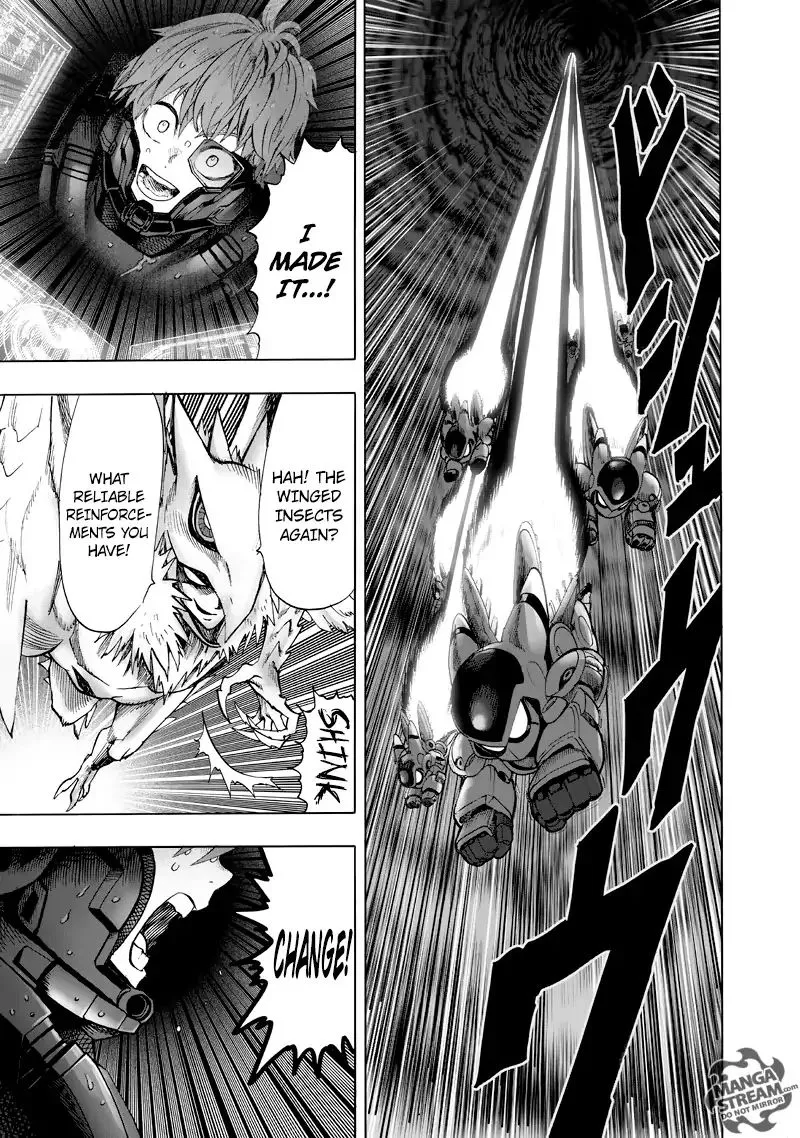 ドシュウウウ
I
MADE
IT...!
HAH! THE
WINGED
INSECTS
AGAIN?
WHAT
RELIABLE
REINFORCE-
MENTS YOU
HAVE!
SHINK
CHANGE!
MANGA
STREAM.com
DO NOT MIRROR